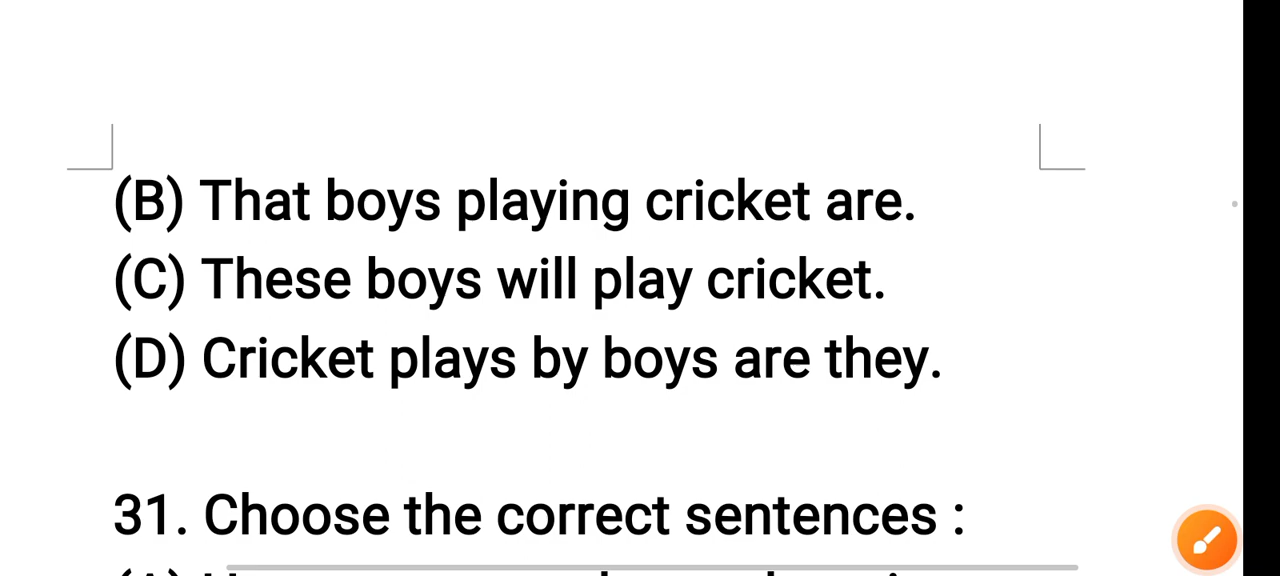 (B) That boys playing cricket are.
(C) These boys will play cricket.
(D) Cricket plays by boys are they.
31. Choose the correct sentences :